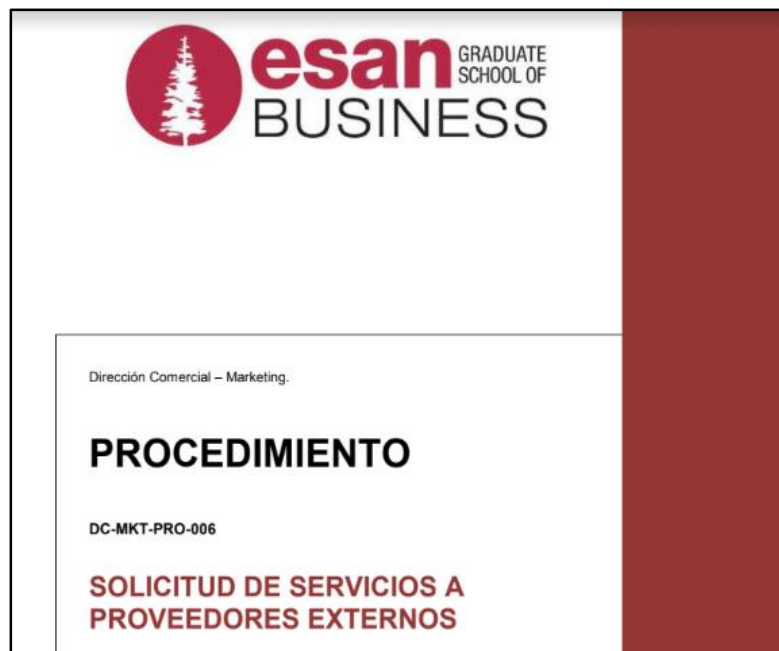 esan GRADUATE
SCHOOL OF
BUSINESS
Dirección Comercial – Marketing.
PROCEDIMIENTO
DC-MKT-PRO-006
SOLICITUD DE SERVICIOS A
PROVEEDORES EXTERNOS